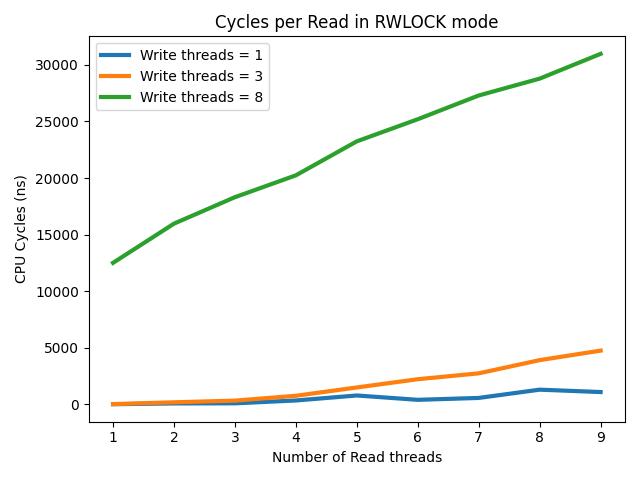 Cycles per Read in RWLOCK mode
Write threads = 1
Write threads = 3
Write threads = 8
30000
25000
20000
15000
10000
5000
0
CPU Cycles (ns)
1 2 3 4 5 6 7 8 9
Number of Read threads